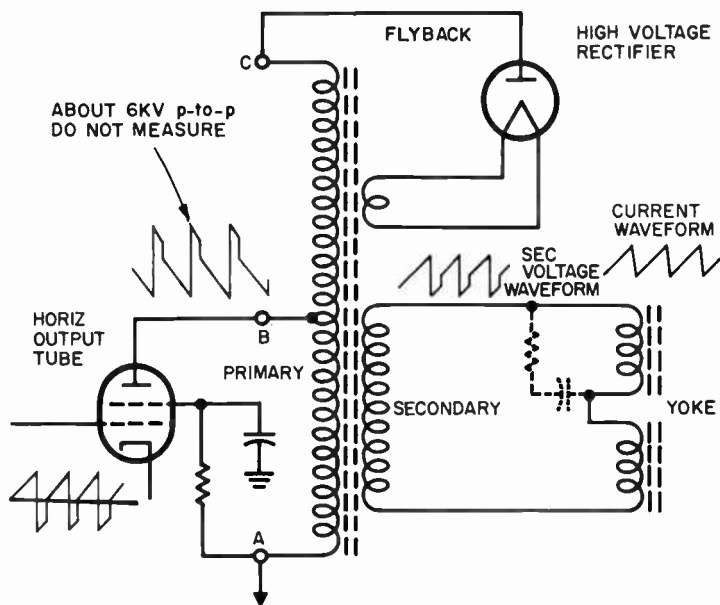 FLYBACK
HIGH VOLTAGE
RECTIFIER
C
ABOUT 6KV p-to-p
DO NOT MEASURE
CURRENT
WAVEFORM
SEC
VOLTAGE
WAVEFORM
HORIZ
OUTPUT
TUBE
B
PRIMARY
SECONDARY
YOKE
A